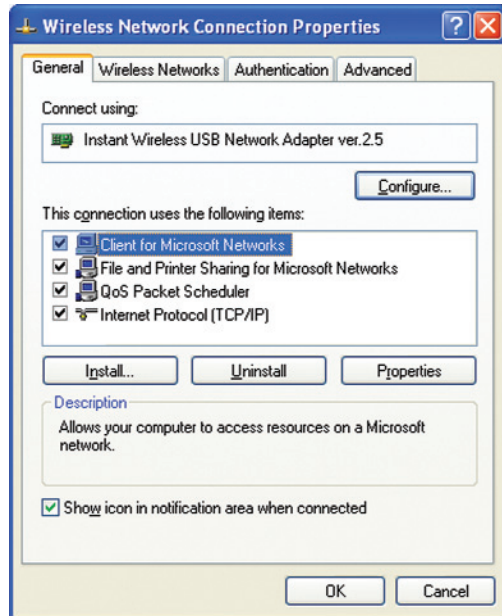 Wireless Network Connection Properties
General Wireless Networks Authentication Advanced
Connect using:
Instant Wireless USB Network Adapter ver.2.5
Configure...
This connection uses the following items:
Client for Microsoft Networks
File and Printer Sharing for Microsoft Networks
QoS Packet Scheduler
Internet Protocol (TCP/IP)
Install... Uninstall Properties
Description
Allows your computer to access resources on a Microsoft
network.
Show icon in notification area when connected
OK Cancel